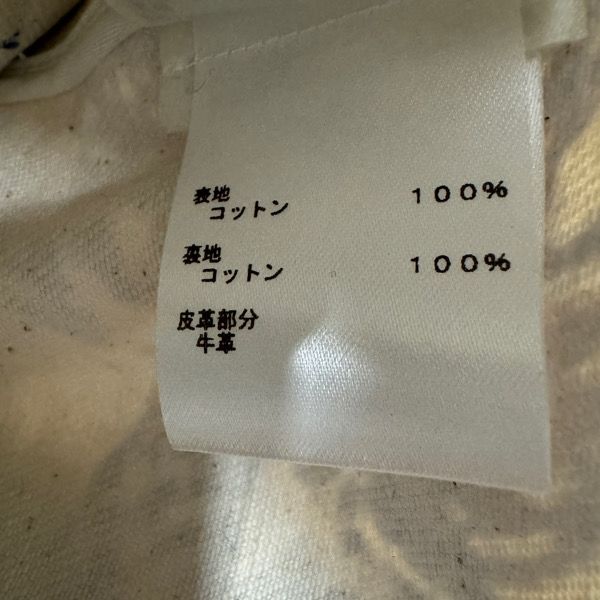 表地
コットン 100%
裏地
コットン 100%
皮革部分
牛革